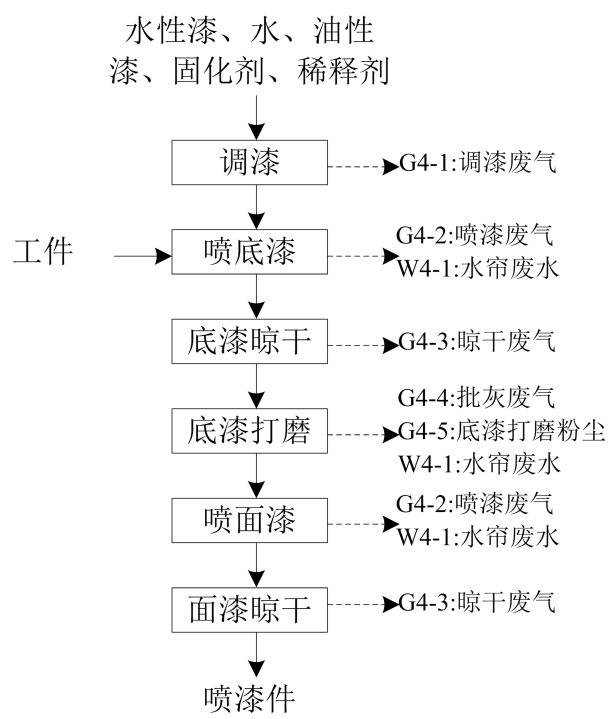 水性漆、水、油性
漆、固化剂、稀释剂
调漆
G4-1:调漆废气
工件
喷底漆
G4-2:喷漆废气
W4-1:水帘废水
底漆晾干
G4-3:晾干废气
底漆打磨
G4-4:批灰废气
G4-5:底漆打磨粉尘
W4-1:水帘废水
喷面漆
G4-2:喷漆废气
W4-1:水帘废水
面漆晾干
G4-3:晾干废气
喷漆件